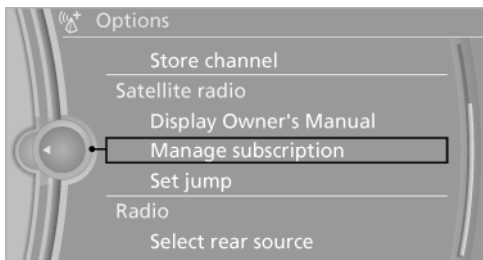 Options
Store channel
Satellite radio
Display Owner's Manual
Manage subscription
Set jump
Radio
Select rear source